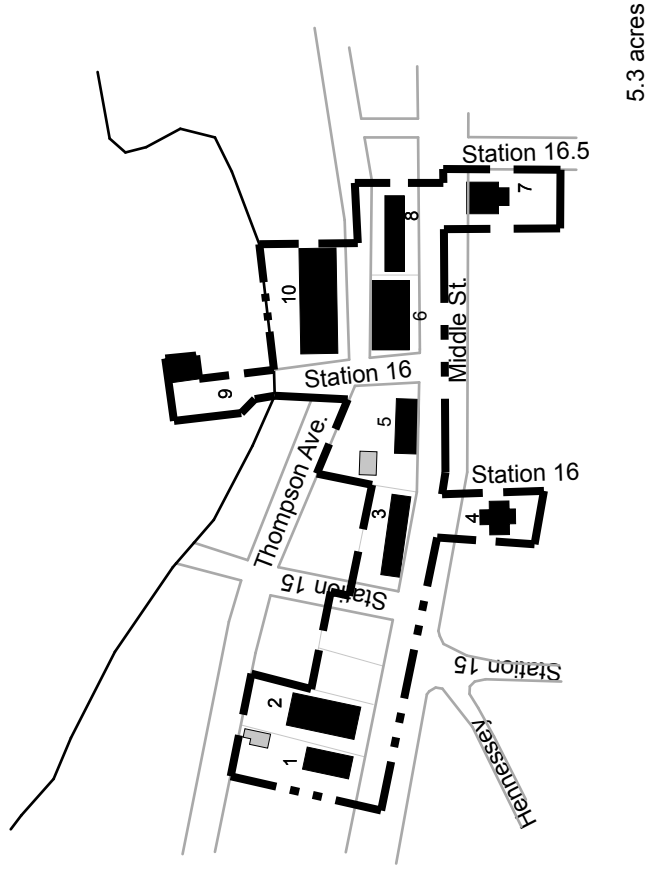 5.3 acres
Station 16.5
7
8
10
6
Middle St.
Station 16
9
5
Thompson Ave.
Station 16
4
3
Station 15
Station 15
2
1
Hennessey